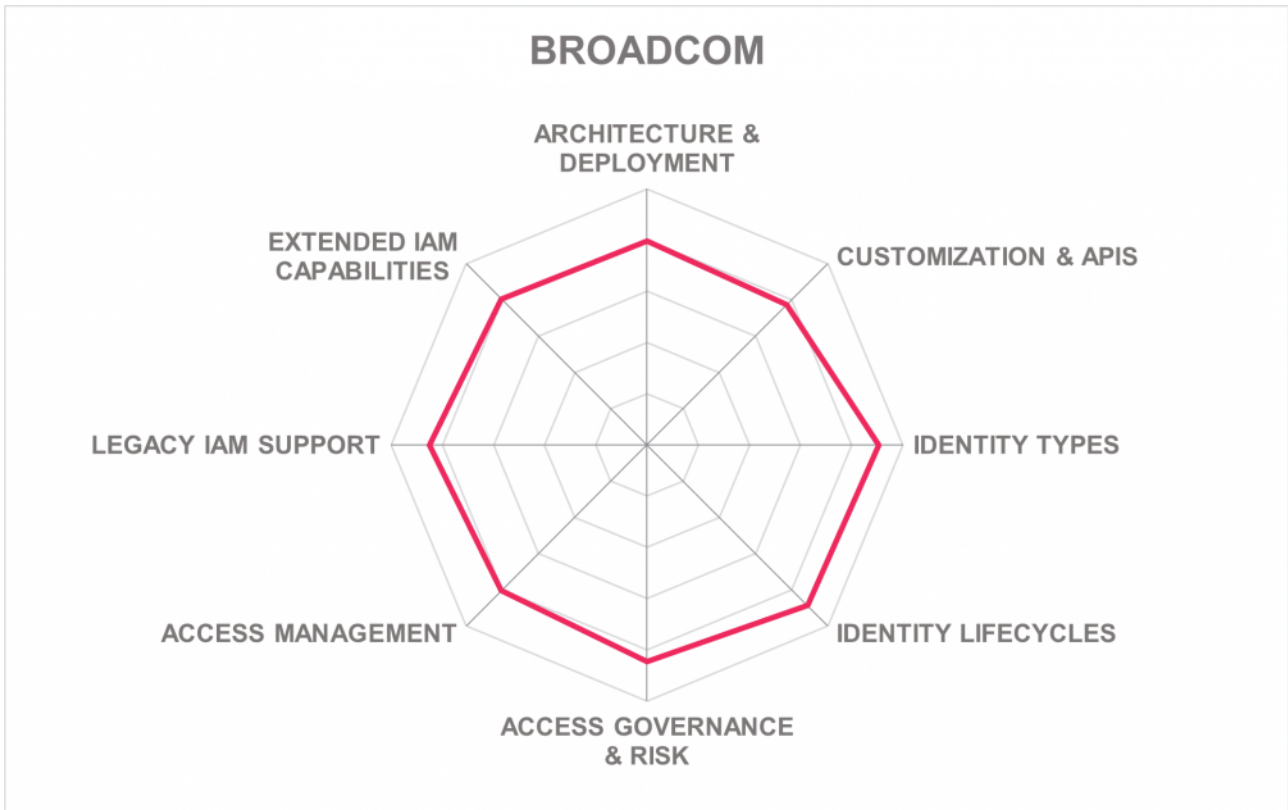 BROADCOM
ARCHITECTURE &
DEPLOYMENT
EXTENDED IAM
CAPABILITIES
CUSTOMIZATION & APIS
LEGACY IAM SUPPORT
IDENTITY TYPES
ACCESS MANAGEMENT
IDENTITY LIFECYCLES
ACCESS GOVERNANCE
& RISK